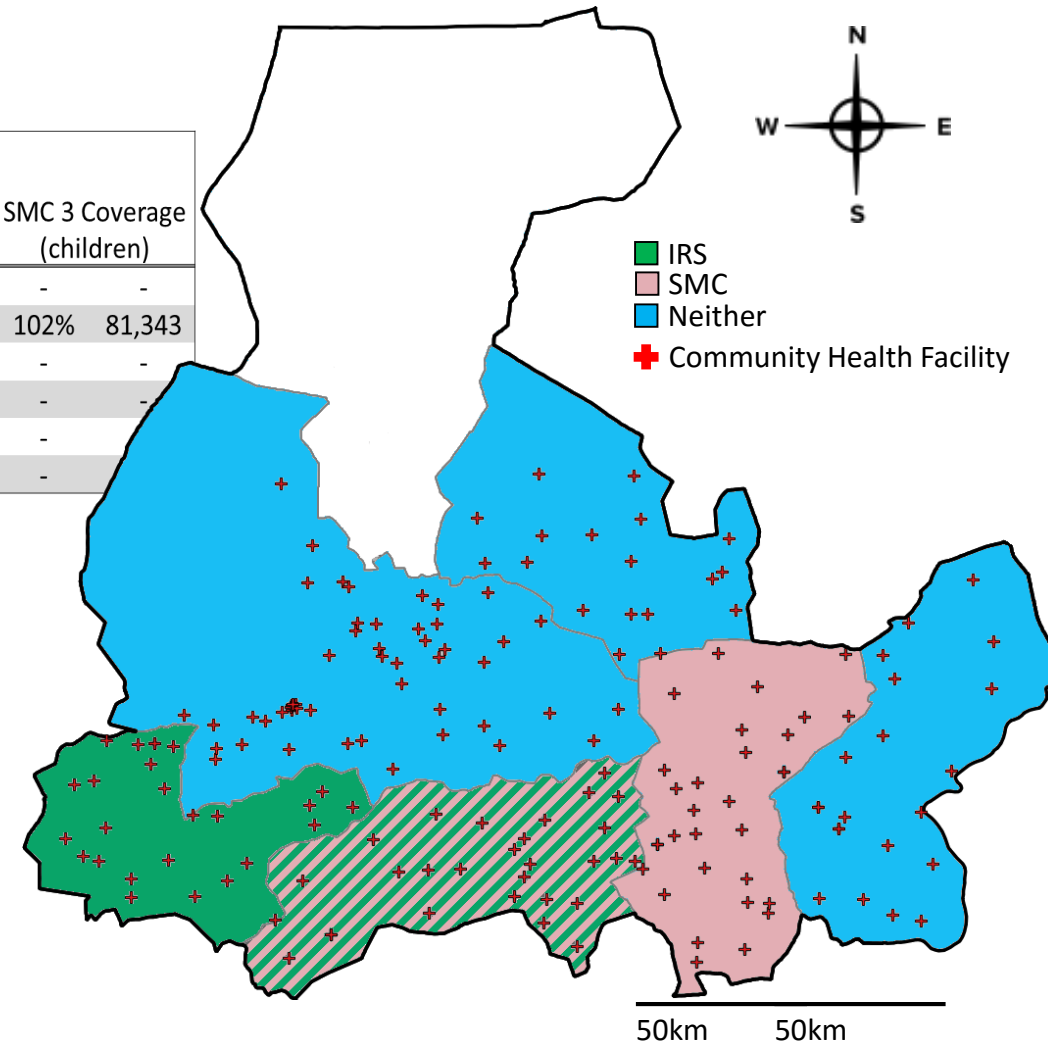 N
W E
S
SMC 3 Coverage
(children)
- -
102% 81,343
- -
- -
-
-
IRS
SMC
Neither
Community Health Facility
50km 50km